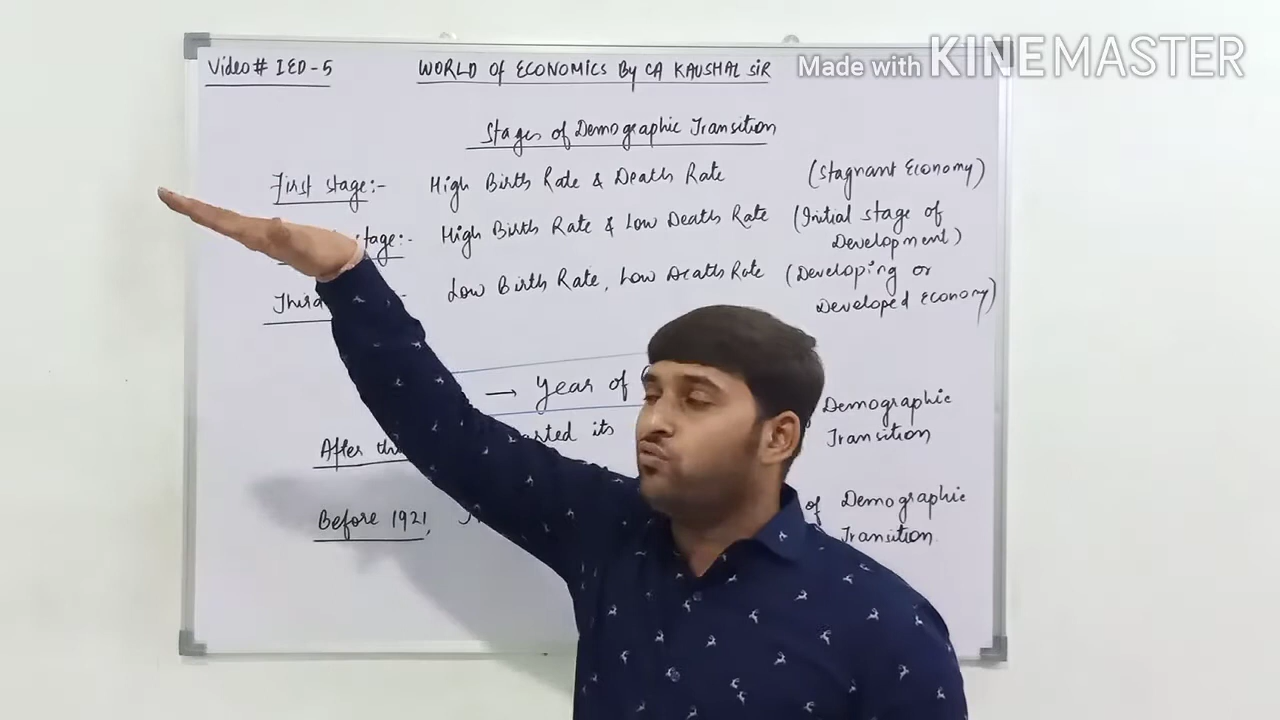 Video# IED-5
WORLD of ECONOMICS By CA KAUSHAL SIR
Made with KINEMASTER
Stages of Demographic Transition
First stage:- High Birth Rate & Death Rate (Stagnant Economy)
stage:- High Birth Rate & Low Death Rate (Initial stage of
Development)
Third :- Low Birth Rate, Low Death Rate (Developing or
Developed Economy)
→ Year of
Demographic
After its Transition
Before 1921, of Demographic
Transition.